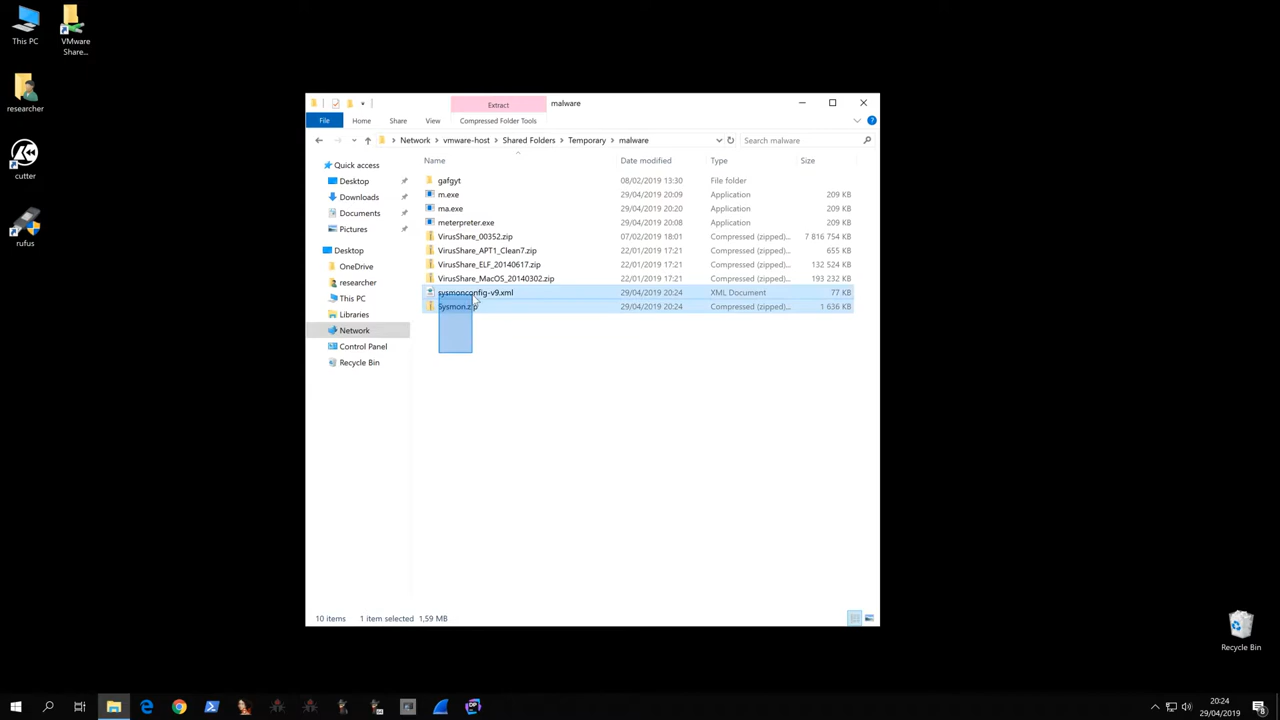 This PC
VMware
Share...
researcher
cutter
rufus
Extract
malware
File
Home
Share
View
Compressed Folder Tools
Network
vmware-host
Shared Folders
Temporary
malware
Search malware
Name
Date modified
Type
Size
Quick access
Desktop
Downloads
Documents
Pictures
Desktop
OneDrive
researcher
This PC
Libraries
Network
Control Panel
Recycle Bin
gafgyt 08/02/2019 13:30 File folder
m.exe 29/04/2019 20:09 Application 209 KB
ma.exe 29/04/2019 20:20 Application 209 KB
meterpreter.exe 29/04/2019 20:08 Application 209 KB
VirusShare_00352.zip 07/02/2019 18:01 Compressed (zipped)... 7 816 754 KB
VirusShare_APT1_Clean7.zip 22/01/2019 17:21 Compressed (zipped)... 655 KB
VirusShare_ELF_20140617.zip 22/01/2019 17:21 Compressed (zipped)... 132 524 KB
VirusShare_MacOS_20140302.zip 22/01/2019 17:21 Compressed (zipped)... 193 232 KB
sysmonconfig-v9.xml 29/04/2019 20:24 XML Document 77 KB
Sysmon.zip 29/04/2019 20:24 Compressed (zipped)... 1 636 KB
10 items 1 item selected 1,59 MB
Recycle Bin
20:24
29/04/2019